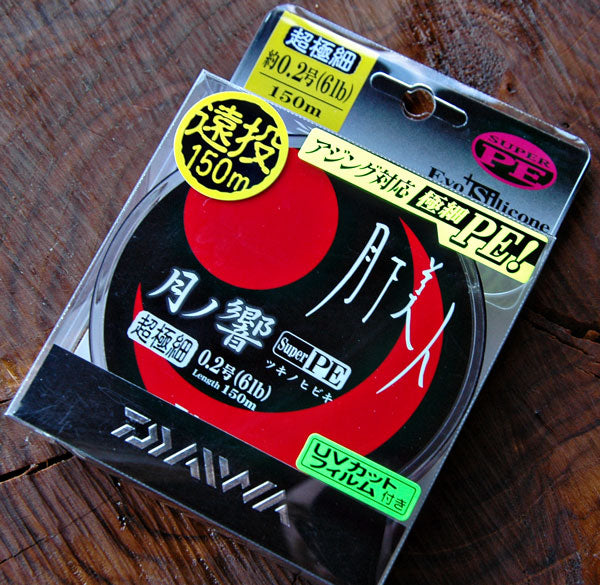 超極細
約0.2号(6lb)
150m
遠投
150m
SUPER
PE
Evo+Silicone
アジング対応
極細PE!
月下美人
月ノ響
Super PE
ツキノヒビキ
超極細
0.2号(6lb)
Length 150m
UVカット
フィルム付き
DAIWA